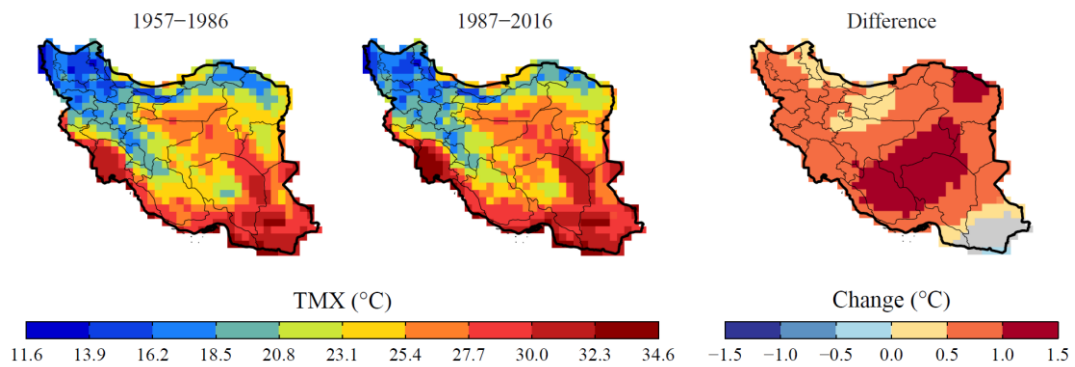 1957−1986 1987−2016 Difference
TMX (°C) Change (°C)
11.6 13.9 16.2 18.5 20.8 23.1 25.4 27.7 30.0 32.3 34.6 −1.5 −1.0 −0.5 0.0 0.5 1.0 1.5